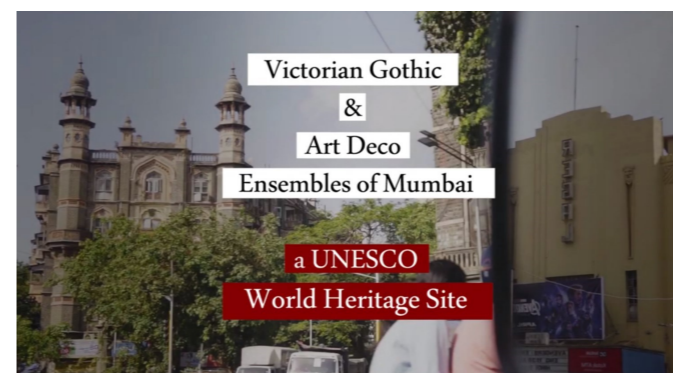 Victorian Gothic
&
Art Deco
Ensembles of Mumbai
a UNESCO
World Heritage Site